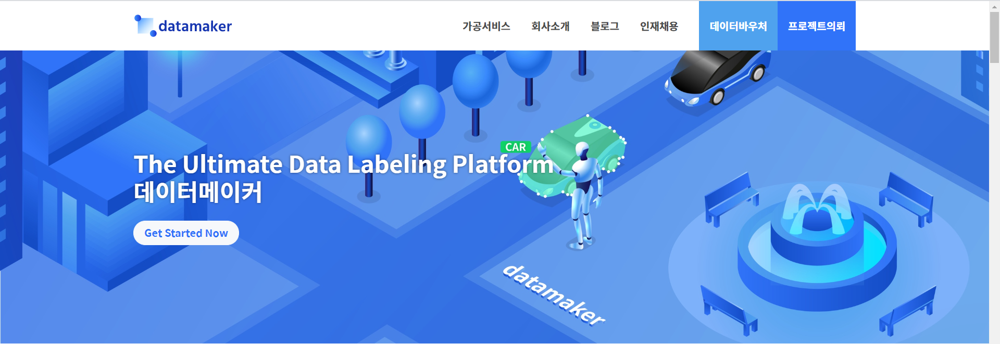 datamaker
가공서비스
회사소개
블로그
인재채용
데이터바우처
프로젝트의뢰
CAR
The Ultimate Data Labeling Platform
데이터메이커
Get Started Now
datamaker